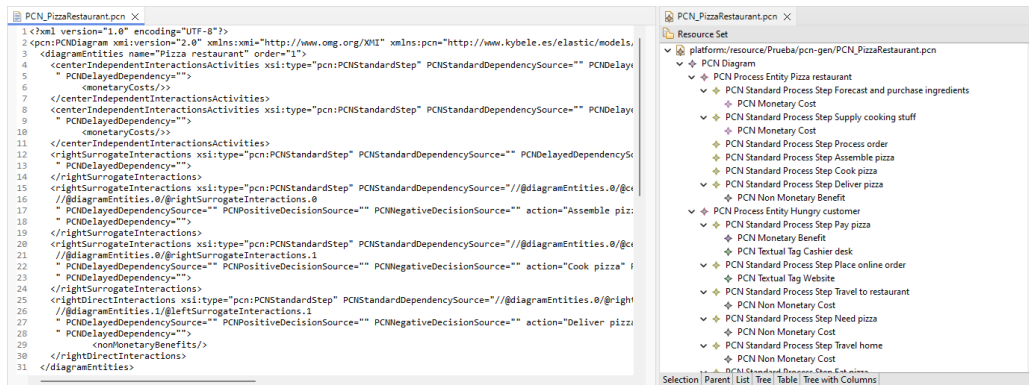 PCN_PizzaRestaurant.pcn
1 <?xml version="1.0" encoding="UTF-8"?>
2 <pcn:PCNDiagram xmi:version="2.0" xmlns:xmi="http://www.omg.org/XMI" xmlns:pcn="http://www.kybele.es/elastic/models/
3 <diagramEntities name="Pizza restaurant" order="1">
4 <centerIndependentInteractionsActivities xsi:type="pcn:PCNStandardStep" PCNStandardDependencySource="" PCNDelaye
5 " PCNDelayedDependency="">
6 <monetaryCosts/>>
7 </centerIndependentInteractionsActivities>
8 <centerIndependentInteractionsActivities xsi:type="pcn:PCNStandardStep" PCNStandardDependencySource="" PCNDelaye
9 " PCNDelayedDependency="">
10 <monetaryCosts/>>
11 </centerIndependentInteractionsActivities>
12 <rightSurrogateInteractions xsi:type="pcn:PCNStandardStep" PCNStandardDependencySource="" PCNDelayedDependencySo
13 " PCNDelayedDependency="">
14 </rightSurrogateInteractions>
15 <rightSurrogateInteractions xsi:type="pcn:PCNStandardStep" PCNStandardDependencySource="//@diagramEntities.0/@ce
16 //@diagramEntities.0/@rightSurrogateInteractions.0
17 " PCNDelayedDependencySource="" PCNPositiveDecisionSource="" PCNNegativeDecisionSource="" action="Assemble piz
18 " PCNDelayedDependency="">
19 </rightSurrogateInteractions>
20 <rightSurrogateInteractions xsi:type="pcn:PCNStandardStep" PCNStandardDependencySource="//@diagramEntities.0/@ce
21 //@diagramEntities.0/@rightSurrogateInteractions.1
22 " PCNDelayedDependencySource="" PCNPositiveDecisionSource="" PCNNegativeDecisionSource="" action="Cook pizza"
23 " PCNDelayedDependency="">
24 </rightSurrogateInteractions>
25 <rightDirectInteractions xsi:type="pcn:PCNStandardStep" PCNStandardDependencySource="//@diagramEntities.0/@right
26 //@diagramEntities.1/@leftSurrogateInteractions.1
27 " PCNDelayedDependencySource="" PCNPositiveDecisionSource="" PCNNegativeDecisionSource="" action="Deliver pizza
28 " PCNDelayedDependency="">
29 <nonMonetaryBenefits/>
30 </rightDirectInteractions>
31 </diagramEntities>
PCN_PizzaRestaurant.pcn
Resource Set
platform:/resource/Prueba/pcn-gen/PCN_PizzaRestaurant.pcn
PCN Diagram
PCN Process Entity Pizza restaurant
PCN Standard Process Step Forecast and purchase ingredients
PCN Monetary Cost
PCN Standard Process Step Supply cooking stuff
PCN Monetary Cost
PCN Standard Process Step Process order
PCN Standard Process Step Assemble pizza
PCN Standard Process Step Cook pizza
PCN Standard Process Step Deliver pizza
PCN Non Monetary Benefit
PCN Process Entity Hungry customer
PCN Standard Process Step Pay pizza
PCN Monetary Benefit
PCN Textual Tag Cashier desk
PCN Standard Process Step Place online order
PCN Textual Tag Website
PCN Standard Process Step Travel to restaurant
PCN Non Monetary Cost
PCN Standard Process Step Need pizza
PCN Non Monetary Cost
PCN Standard Process Step Travel home
PCN Non Monetary Cost
PCN Standard Process Step Eat pizza
Selection Parent List Tree Table Tree with Columns